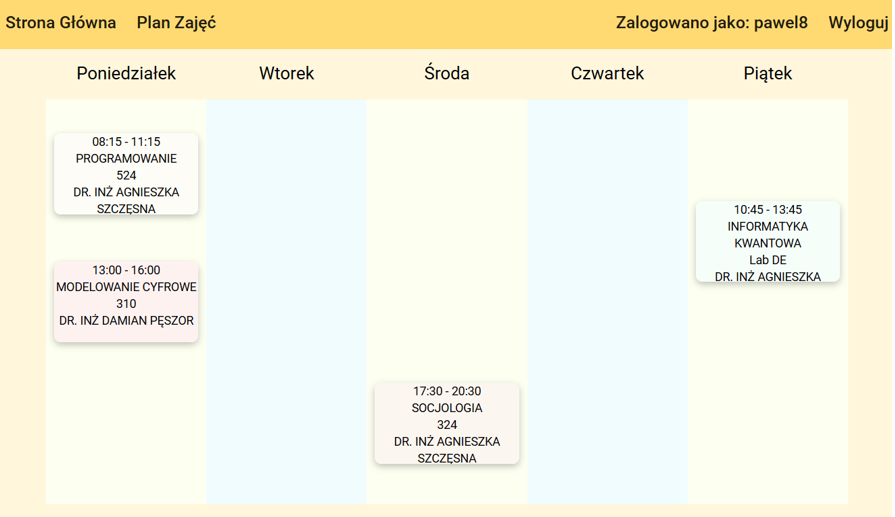 Strona Główna Plan Zajęć Zalogowano jako: pawel8 Wyloguj
Poniedziałek Wtorek Środa Czwartek Piątek
08:15 - 11:15
PROGRAMOWANIE
524
DR. INŻ AGNIESZKA
SZCZĘSNA
13:00 - 16:00
MODELOWANIE CYFROWE
310
DR. INŻ DAMIAN PĘSZOR
17:30 - 20:30
SOCJOLOGIA
324
DR. INŻ AGNIESZKA
SZCZĘSNA
10:45 - 13:45
INFORMATYKA
KWANTOWA
Lab DE
DR. INŻ AGNIESZKA